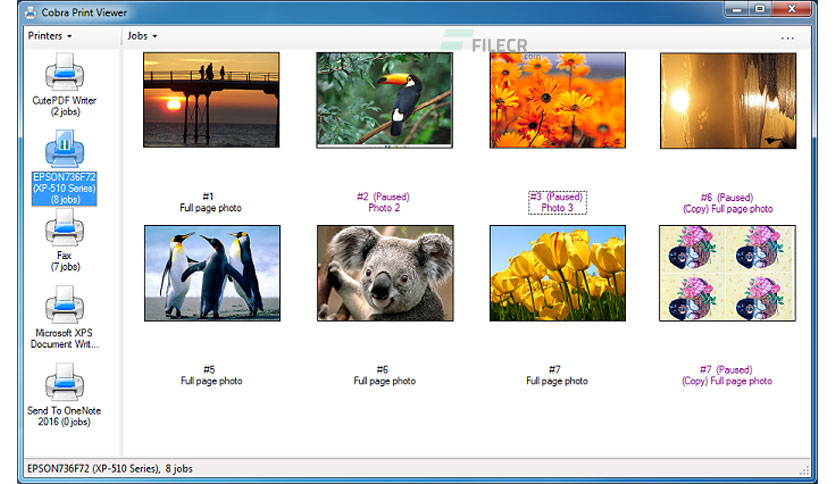 Cobra Print Viewer
Printers
Jobs
...
FILECR
.com
CutePDF Writer
(2 jobs)
EPSON736F72
(XP-510 Series)
(8 jobs)
Fax
(7 jobs)
Microsoft XPS
Document Writ...
Send To OneNote
2016 (0 jobs)
#1
Full page photo
#2 (Paused)
Photo 2
#3 (Paused)
Photo 3
#6 (Paused)
(Copy) Full page photo
#5
Full page photo
#6
Full page photo
#7
Full page photo
#7 (Paused)
(Copy) Full page photo
EPSON736F72 (XP-510 Series), 8 jobs